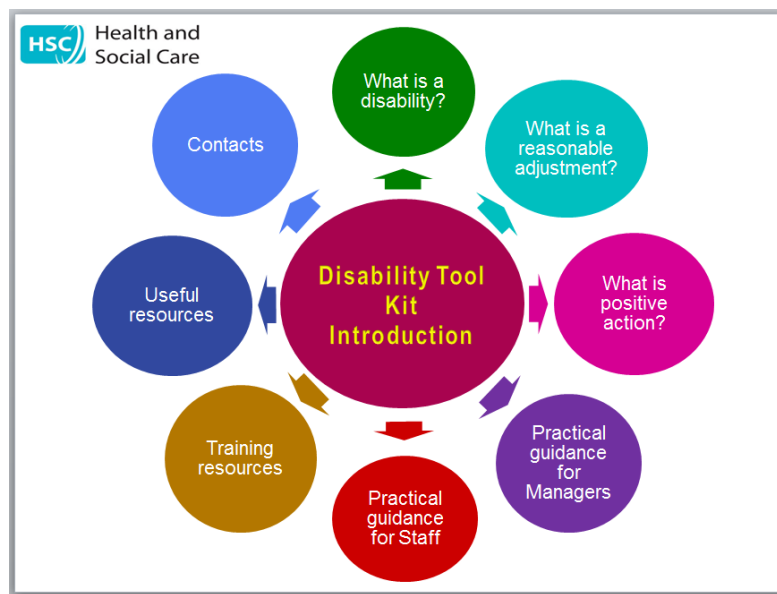 HSC
Health and
Social Care
What is a
disability?
What is a
reasonable
adjustment?
What is
positive
action?
Practical
guidance
for
Managers
Practical
guidance
for Staff
Training
resources
Useful
resources
Contacts
Disability Tool
Kit
Introduction